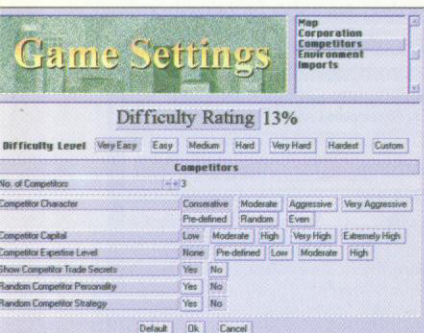 Game Settings
Map
Corporation
Competitors
Environment
Imports
Difficulty Rating 13%
Difficulty Level Very Easy Easy Medium Hard Very Hard Hardest Custom
Competitors
No. of Competitors 3
Competitor Character Conserative Moderate Aggressive Very Aggressive
Pre-defined Random Even
Competitor Capital Low Moderate High Very High Extremely High
Competitor Expertise Level None Pre-defined Low Moderate High
Show Competitor Trade Secrets Yes No
Random Competitor Personality Yes No
Random Competitor Strategy Yes No
Default Ok Cancel